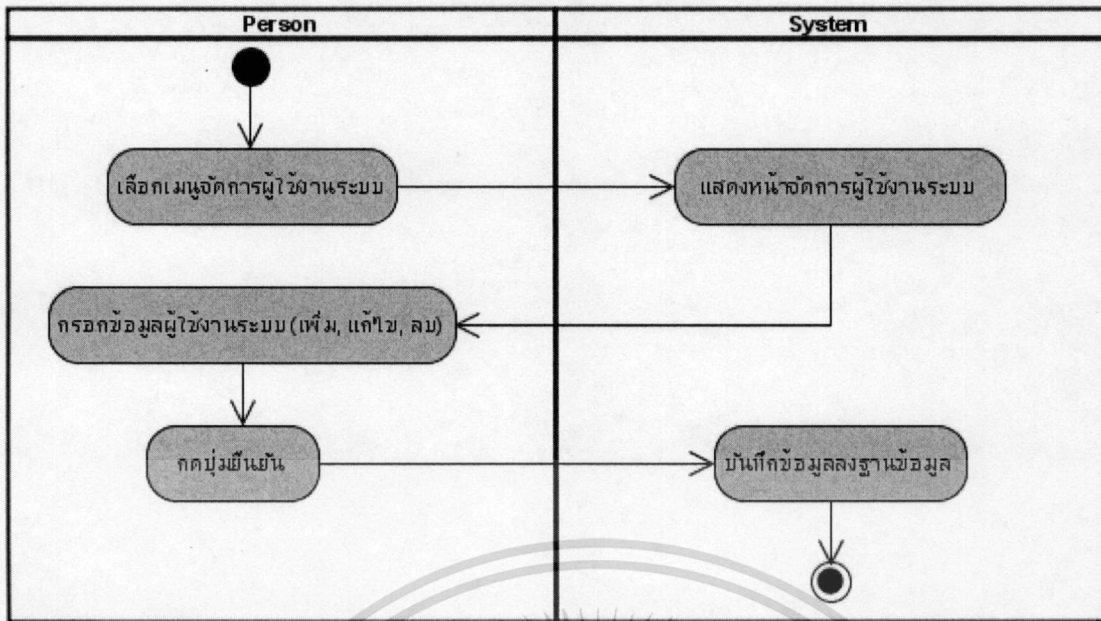 Person
System
เลือกเมนูจัดการผู้ใช้งานระบบ
แสดงหน้าจัดการผู้ใช้งานระบบ
กรอกข้อมูลผู้ใช้งานระบบ (เพิ่ม, แก้ไข, ลบ)
กดปุ่มยืนยัน
บันทึกข้อมูลลงฐานข้อมูล